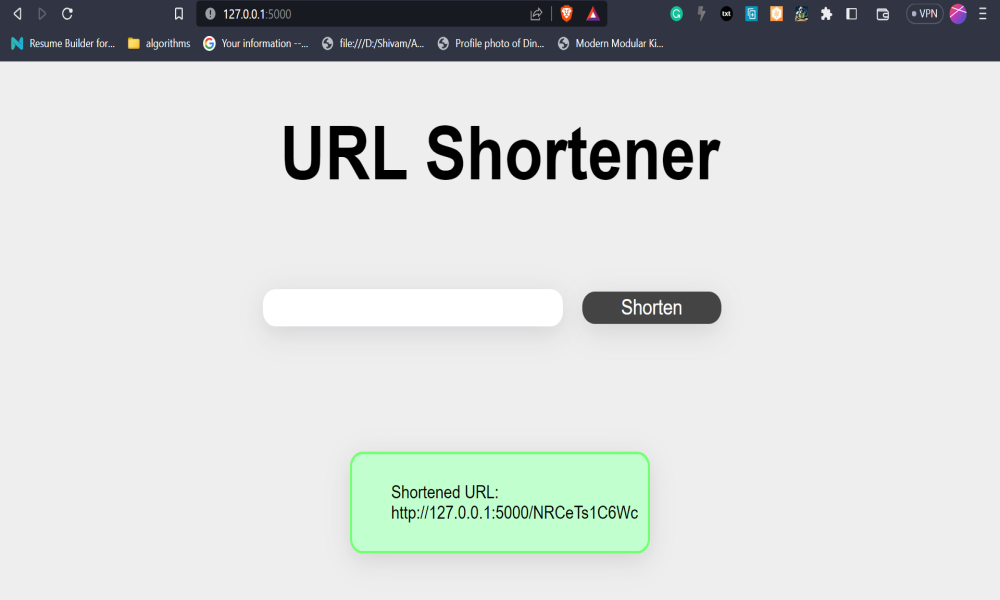 127.0.0.1:5000
txt
VPN
Resume Builder for...
algorithms
Your information --...
file:///D:/Shivam/A...
Profile photo of Din...
Modern Modular Ki...
URL Shortener
Shorten
Shortened URL:
http://127.0.0.1:5000/NRCeTs1C6Wc